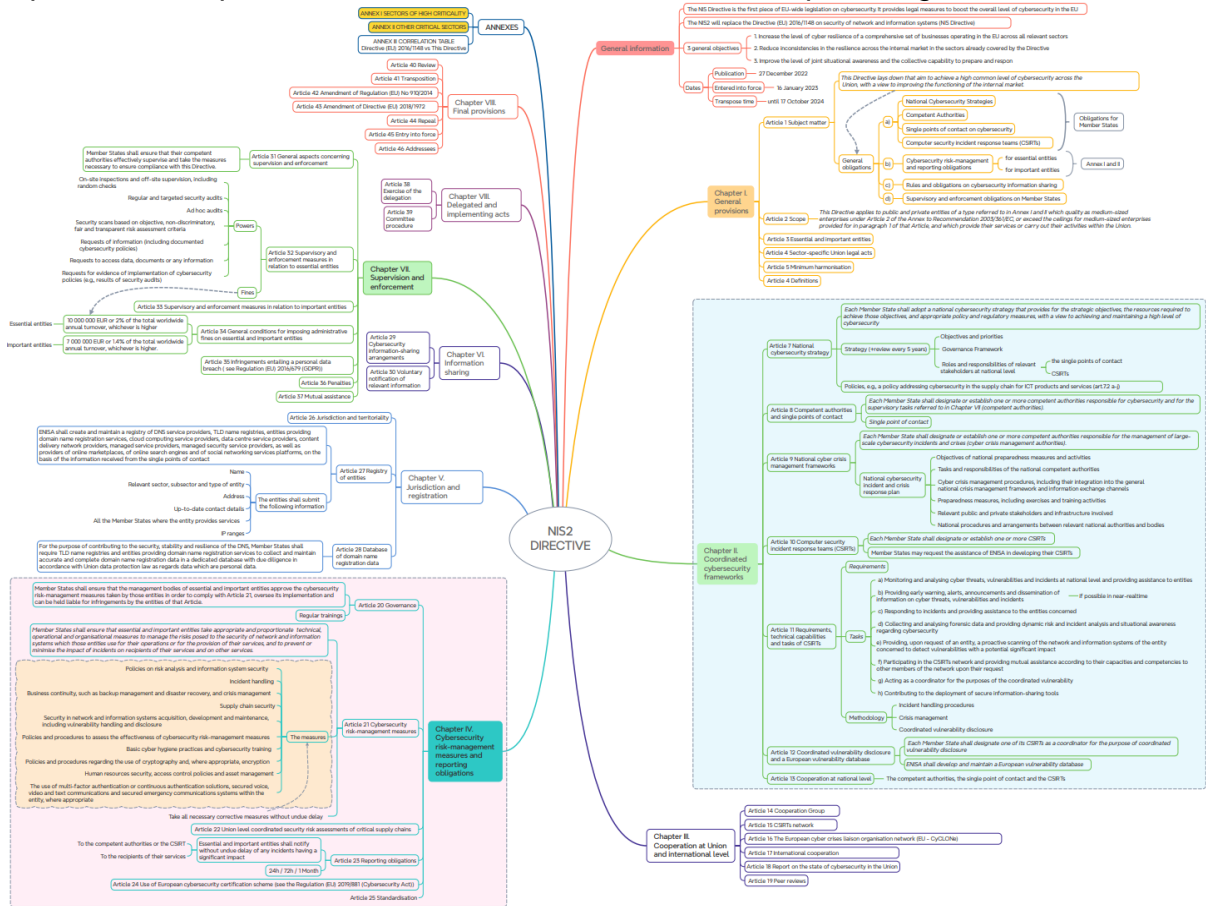 NIS2
DIRECTIVE
General information
The NIS Directive is the first piece of EU-wide legislation on cybersecurity. It provides legal measures to boost the overall level of cybersecurity in the EU
The NIS2 will replace the Directive (EU) 2016/1148 on security of network and information systems (NIS Directive)
3 general objectives
1. Increase the level of cyber resilience of a comprehensive set of businesses operating in the EU across all relevant sectors
2. Reduce inconsistencies in the resilience across the internal market in the sectors already covered by the Directive
3. Improve the level of joint situational awareness and the collective capability to prepare and respon
Dates
Publication
27 December 2022
Entered into force
16 January 2023
Transpose time
until 17 October 2024
Chapter I.
General
provisions
Article 1 Subject matter
This Directive lays down that aim to achieve a high common level of cybersecurity across the
Union, with a view to improving the functioning of the internal market
General
obligations
a)
National Cybersecurity Strategies
Competent Authorities
Single points of contact on cybersecurity
Computer security incident response teams (CSIRTs)
Obligations for
Member States
b)
Cybersecurity risk-management
and reporting obligations
for essential entities
for important entities
Annex I and II
c)
Rules and obligations on cybersecurity information sharing
d)
Supervisory and enforcement obligations on Member States
Article 2 Scope
This Directive applies to public and private entities of a type referred to in Annex I and II which qualify as medium-sized
enterprises under Article 2 of the Annex to Recommendation 2003/361/EC, or exceed the ceilings for medium-sized enterprises
provided for in paragraph 1 of that Article, and which provide their services or carry out their activities within the Union.
Article 3 Essential and important entities
Article 4 Sector-specific Union legal acts
Article 5 Minimum harmonisation
Article 4 Definitions
Chapter II.
Coordinated
cybersecurity
frameworks
Article 7 National
cybersecurity strategy
Each Member State shall adopt a national cybersecurity strategy that provides for the strategic objectives, the resources required to
achieve those objectives, and appropriate policy and regulatory measures, with a view to achieving and maintaining a high level of
cybersecurity
Strategy (+review every 5 years)
Objectives and priorities
Governance Framework
Roles and responsibilities of relevant
stakeholders at national level
the single points of contact
CSIRTs
Policies, e.g., a policy addressing cybersecurity in the supply chain for ICT products and services (art.7.2 a-j)
Article 8 Competent authorities
and single points of contact
Each Member State shall designate or establish one or more competent authorities responsible for cybersecurity and for the
supervisory tasks referred to in Chapter VII (competent authorities).
Single point of contact
Article 9 National cyber crisis
management frameworks
Each Member State shall designate or establish one or more competent authorities responsible for the management of large-
scale cybersecurity incidents and crises (cyber crisis management authorities).
National cybersecurity
incident and crisis
response plan
Objectives of national preparedness measures and activities
Tasks and responsibilities of the national competent authorities
Cyber crisis management procedures, including their integration into the general
national crisis management framework and information exchange channels
Preparedness measures, including exercises and training activities
Relevant public and private stakeholders and infrastructure involved
National procedures and arrangements between relevant national authorities and bodies
Article 10 Computer security
incident response teams (CSIRTs)
Each Member State shall designate or establish one or more CSIRTs
Member States may request the assistance of ENISA in developing their CSIRTs
Article 11 Requirements,
technical capabilities
and tasks of CSIRTs
Requirements
Tasks
a) Monitoring and analysing cyber threats, vulnerabilities and incidents at national level and providing assistance to entities
b) Providing early warning, alerts, announcements and dissemination of
information on cyber threats, vulnerabilities and incidents
If possible in near-realtime
c) Responding to incidents and providing assistance to the entities concerned
d) Collecting and analysing forensic data and providing dynamic risk and incident analysis and situational awareness
regarding cybersecurity
e) Providing, upon request of an entity, a proactive scanning of the network and information systems of the entity
concerned to detect vulnerabilities with a potential significant impact
f) Participating in the CSIRTs network and providing mutual assistance according to their capacities and competencies to
other members of the network upon their request
g) Acting as a coordinator for the purposes of the coordinated vulnerability
h) Contributing to the deployment of secure information-sharing tools
Methodology
Incident handling procedures
Crisis management
Coordinated vulnerability disclosure
Article 12 Coordinated vulnerability disclosure
and a European vulnerability database
Each Member State shall designate one of its CSIRTs as a coordinator for the purpose of coordinated
vulnerability disclosure
ENISA shall develop and maintain a European vulnerability database
Article 13 Cooperation at national level
The competent authorities, the single point of contact and the CSIRTs
Chapter III.
Cooperation at Union
and international level
Article 14 Cooperation Group
Article 15 CSIRTs network
Article 16 The European cyber crises liaison organisation network (EU - CyCLONe)
Article 17 International cooperation
Article 18 Report on the state of cybersecurity in the Union
Article 19 Peer reviews
ANNEXES
ANNEX I SECTORS OF HIGH CRITICALITY
ANNEX II OTHER CRITICAL SECTORS
ANNEX III CORRELATION TABLE
Directive (EU) 2016/1148 vs This Directive
Chapter VIII.
Final provisions
Article 40 Review
Article 41 Transposition
Article 42 Amendment of Regulation (EU) No 910/2014
Article 43 Amendment of Directive (EU) 2018/1972
Article 44 Repeal
Article 45 Entry into force
Article 46 Addressees
Chapter VIII.
Delegated and
implementing acts
Article 38
Exercise of the
delegation
Article 39
Committee
procedure
Chapter VII.
Supervision and
enforcement
Article 31 General aspects concerning
supervision and enforcement
Member States shall ensure that their competent
authorities effectively supervise and take the measures
necessary to ensure compliance with this Directive.
Article 32 Supervisory and
enforcement measures in
relation to essential entities
Powers
On-site inspections and off-site supervision, including
random checks
Regular and targeted security audits
Ad hoc audits
Security scans based on objective, non-discriminatory,
fair and transparent risk assessment criteria
Requests of information (including documented
cybersecurity policies)
Requests to access data, documents or any information
Requests for evidence of implementation of cybersecurity
policies (e.g., results of security audits)
Fines
Article 33 Supervisory and enforcement measures in relation to important entities
Article 34 General conditions for imposing administrative
fines on essential and important entities
Essential entities
10 000 000 EUR or 2% of the total worldwide
annual turnover, whichever is higher
Important entities
7 000 000 EUR or 1.4% of the total worldwide
annual turnover, whichever is higher.
Article 35 Infringements entailing a personal data
breach ( see Regulation (EU) 2016/679 (GDPR))
Article 36 Penalties
Article 37 Mutual assistance
Chapter VI.
Information
sharing
Article 29
Cybersecurity
information-sharing
arrangements
Article 30 Voluntary
notification of
relevant information
Chapter V.
Jurisdiction and
registration
Article 26 Jurisdiction and territoriality
Article 27 Registry
of entities
ENISA shall create and maintain a registry of DNS service providers, TLD name registries, entities providing
domain name registration services, cloud computing service providers, data centre service providers, content
delivery network providers, managed service providers, managed security service providers, as well as
providers of online marketplaces, of online search engines and of social networking services platforms, on the
basis of the information received from the single points of contact
The entities shall submit
the following information
Name
Relevant sector, subsector and type of entity
Address
Up-to-date contact details
All the Member States where the entity provides services
IP ranges
Article 28 Database
of domain name
registration data
For the purpose of contributing to the security, stability and resilience of the DNS, Member States shall
require TLD name registries and entities providing domain name registration services to collect and maintain
accurate and complete domain name registration data in a dedicated database with due diligence in
accordance with Union data protection law as regards data which are personal data.
Chapter IV.
Cybersecurity
risk-management
measures and
reporting
obligations
Article 20 Governance
Member States shall ensure that the management bodies of essential and important entities approve the cybersecurity
risk-management measures taken by those entities in order to comply with Article 21, oversee its implementation and
can be held liable for infringements by the entities of that Article.
Regular trainings
Article 21 Cybersecurity
risk-management measures
Member States shall ensure that essential and important entities take appropriate and proportionate technical,
operational and organisational measures to manage the risks posed to the security of network and information
systems which those entities use for their operations or for the provision of their services, and to prevent or
minimise the impact of incidents on recipients of their services and on other services.
The measures
Policies on risk analysis and information system security
Incident handling
Business continuity, such as backup management and disaster recovery, and crisis management
Supply chain security
Security in network and information systems acquisition, development and maintenance,
including vulnerability handling and disclosure
Policies and procedures to assess the effectiveness of cybersecurity risk-management measures
Basic cyber hygiene practices and cybersecurity training
Policies and procedures regarding the use of cryptography and, where appropriate, encryption
Human resources security, access control policies and asset management
The use of multi-factor authentication or continuous authentication solutions, secured voice,
video and text communications and secured emergency communications systems within the
entity, where appropriate
Take all necessary corrective measures without undue delay
Article 22 Union level coordinated security risk assessments of critical supply chains
Article 23 Reporting obligations
Essential and important entities shall notify
without undue delay of any incidents having a
significant impact
To the competent authorities or the CSIRT
To the recipients of their services
24h / 72h / 1 Month
Article 24 Use of European cybersecurity certification scheme (see the Regulation (EU) 2019/881 (Cybersecurity Act))
Article 25 Standardisation